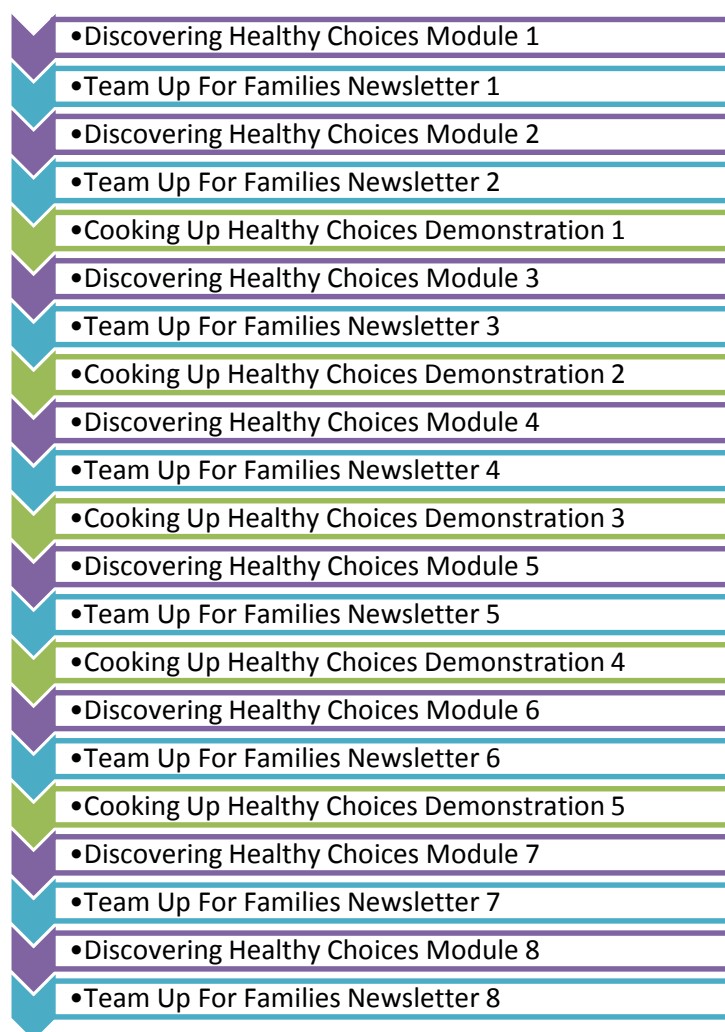 •Discovering Healthy Choices Module 1
•Team Up For Families Newsletter 1
•Discovering Healthy Choices Module 2
•Team Up For Families Newsletter 2
•Cooking Up Healthy Choices Demonstration 1
•Discovering Healthy Choices Module 3
•Team Up For Families Newsletter 3
•Cooking Up Healthy Choices Demonstration 2
•Discovering Healthy Choices Module 4
•Team Up For Families Newsletter 4
•Cooking Up Healthy Choices Demonstration 3
•Discovering Healthy Choices Module 5
•Team Up For Families Newsletter 5
•Cooking Up Healthy Choices Demonstration 4
•Discovering Healthy Choices Module 6
•Team Up For Families Newsletter 6
•Cooking Up Healthy Choices Demonstration 5
•Discovering Healthy Choices Module 7
•Team Up For Families Newsletter 7
•Discovering Healthy Choices Module 8
•Team Up For Families Newsletter 8